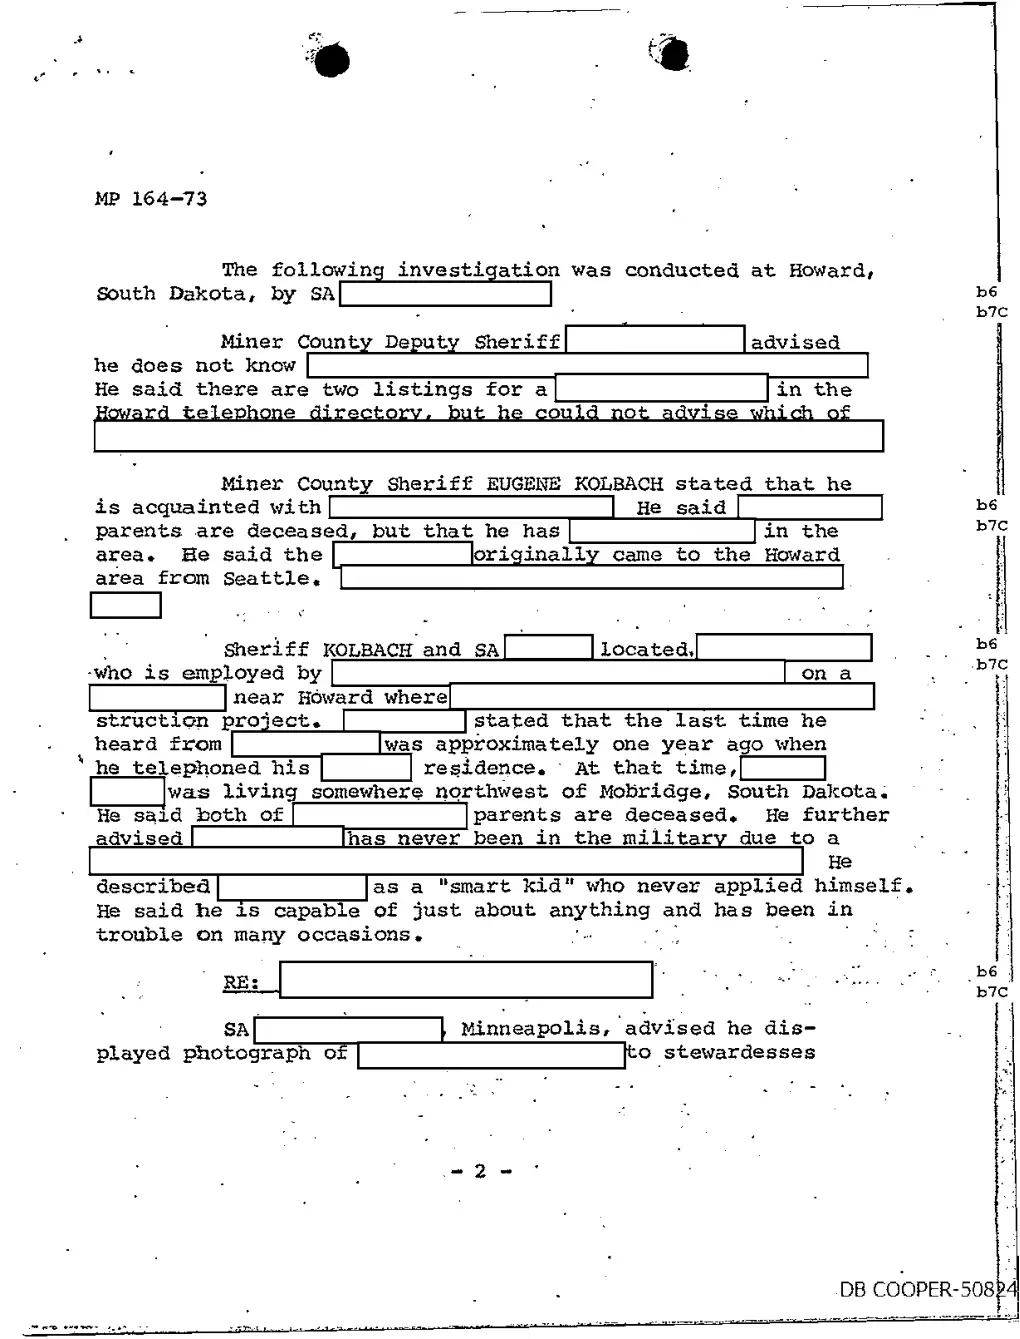 MP 164-73
The following investigation was conducted at Howard,
South Dakota, by SA
b6
b7C
Miner County Deputy Sheriff advised
he does not know
He said there are two listings for a in the
Howard telephone directory, but he could not advise which of
Miner County Sheriff EUGENE KOLBACH stated that he
is acquainted with He said
b6
parents are deceased, but that he has in the
b7C
area. He said the originally came to the Howard
area from Seattle.
Sheriff KOLBACH and SA located
b6
who is employed by on a
b7C
near Howard where
struction project. stated that the last time he
heard from was approximately one year ago when
he telephoned his residence. At that time,
was living somewhere northwest of Mobridge, South Dakota.
He said both of parents are deceased. He further
advised has never been in the military due to a
He
described as a "smart kid" who never applied himself.
He said he is capable of just about anything and has been in
trouble on many occasions.
RE:
b6
b7C
SA , Minneapolis, advised he dis-
played photograph of to stewardesses
- 2 -
DB COOPER-50824